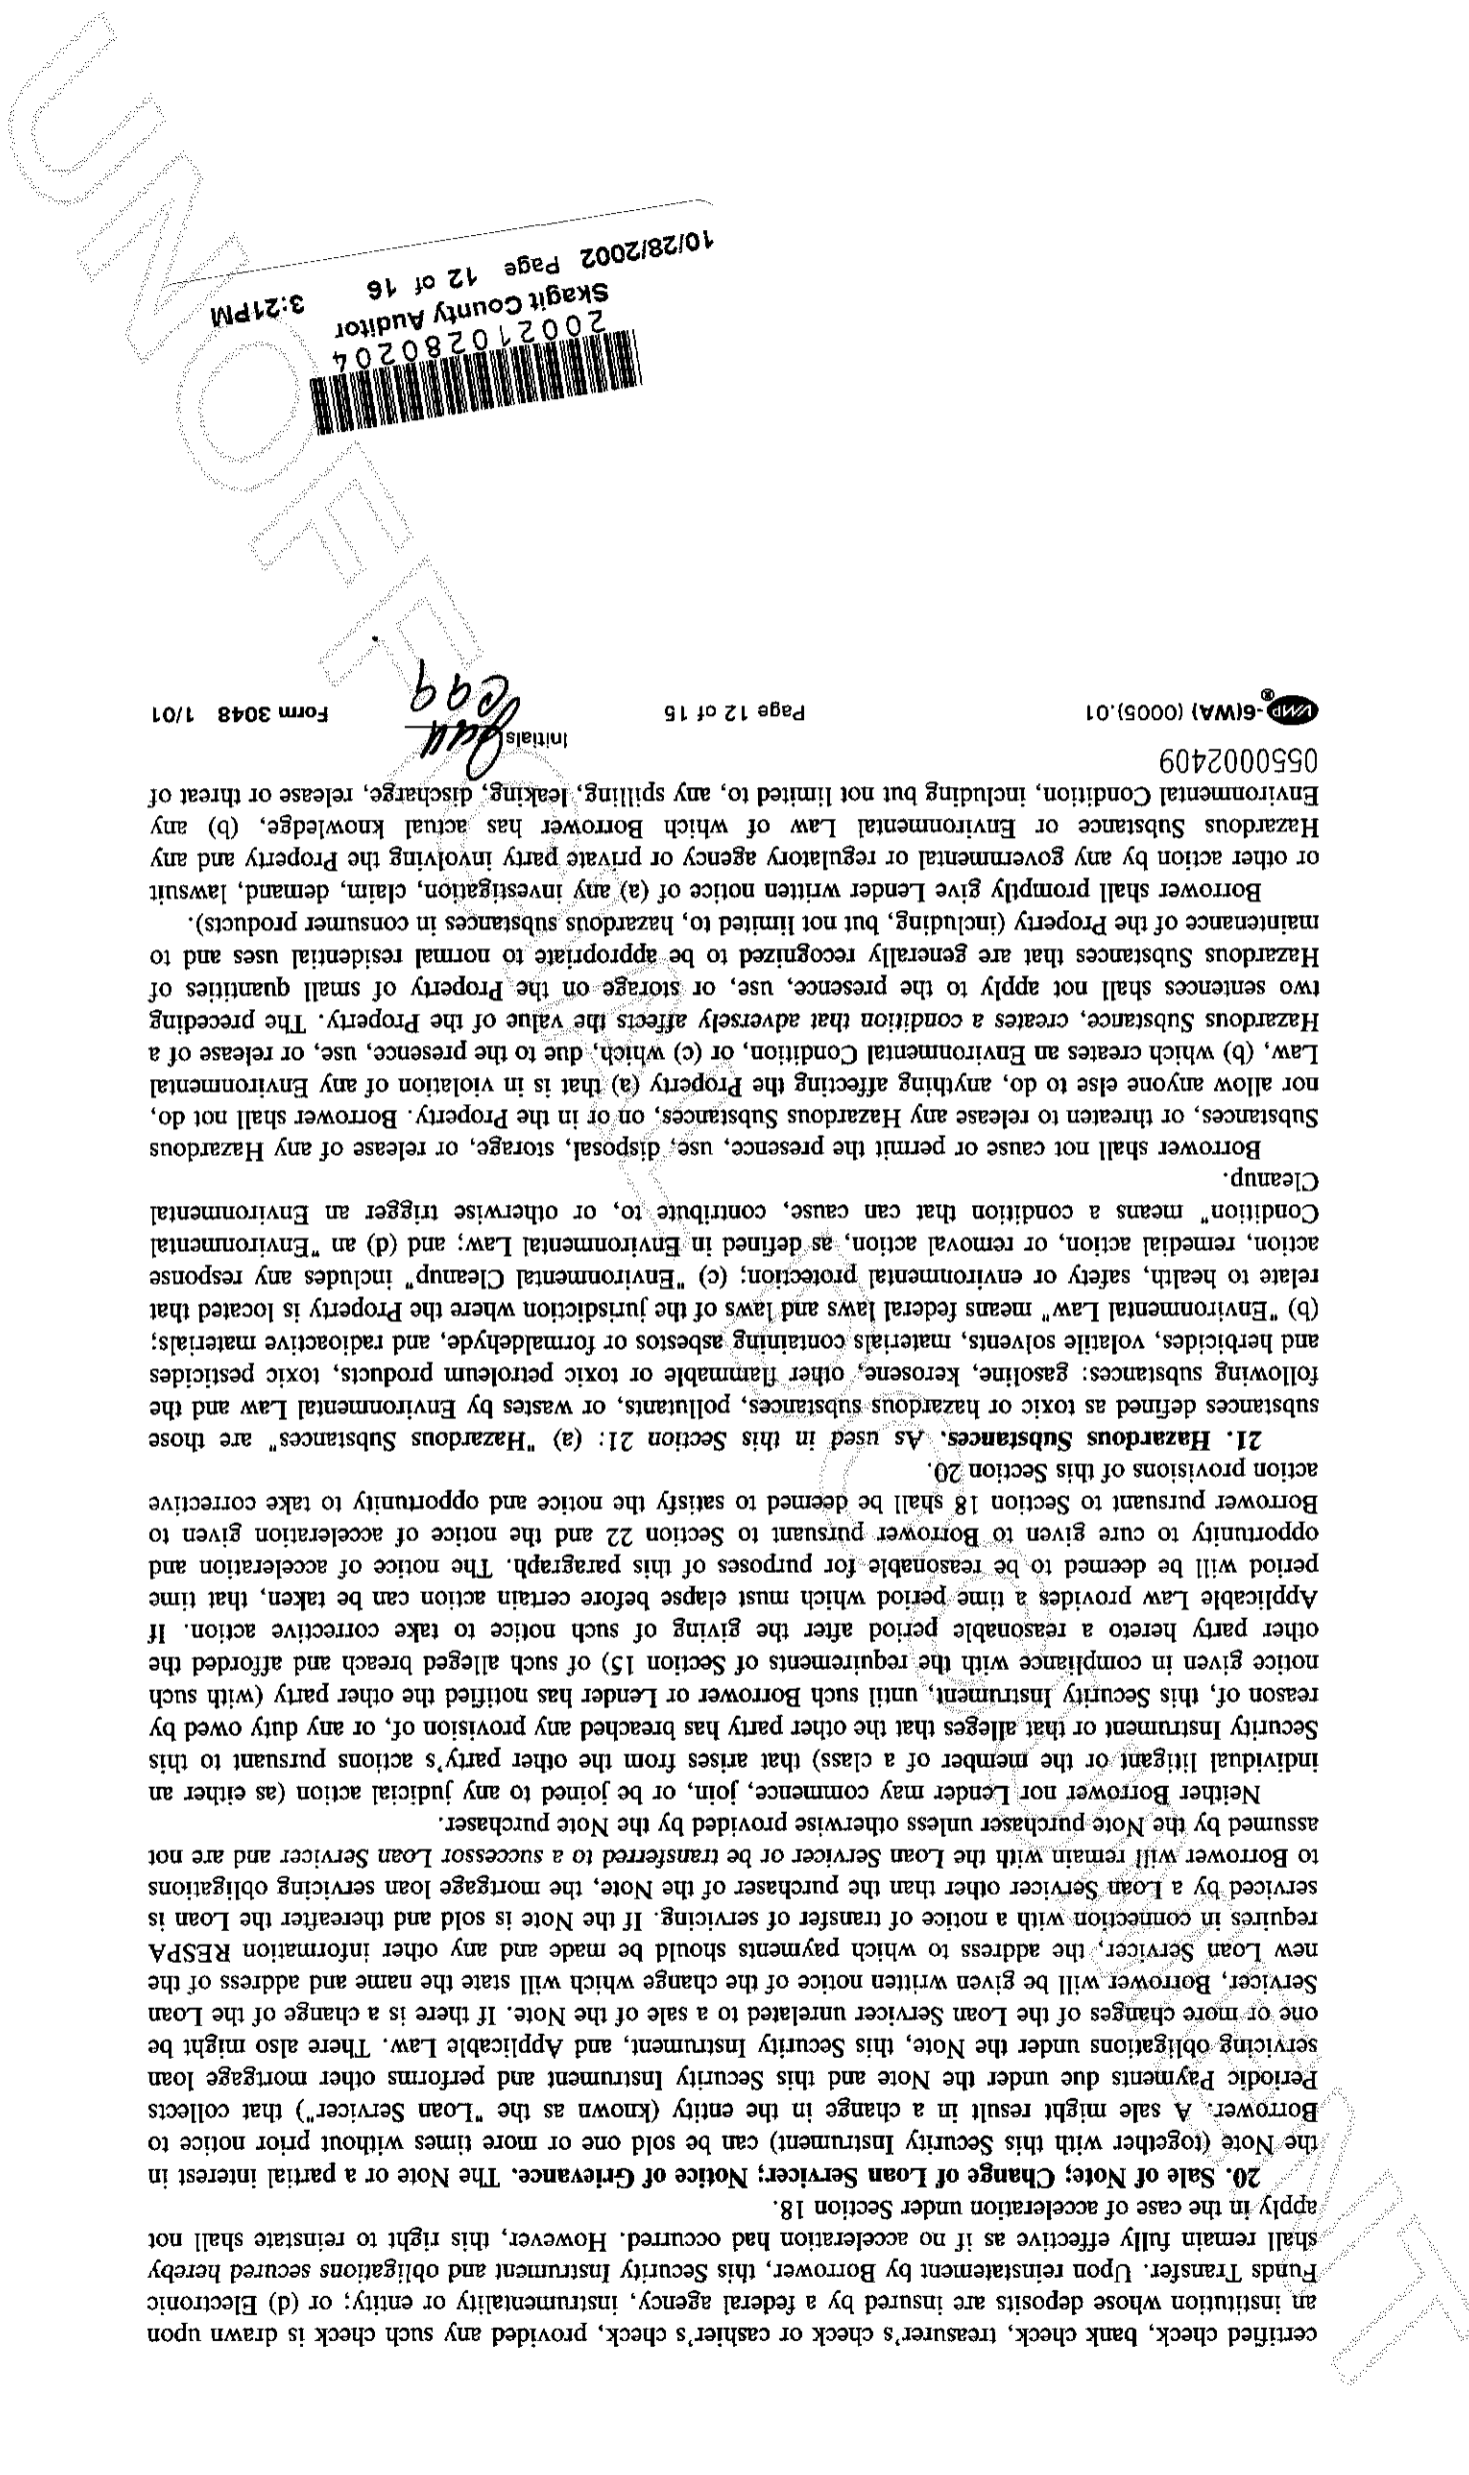 certified check, bank check, treasurer's check or cashier's check, provided any such check is drawn upon
an institution whose deposits are insured by a federal agency, instrumentality or entity; or (d) Electronic
Funds Transfer. Upon reinstatement by Borrower, this Security Instrument and obligations secured hereby
shall remain fully effective as if no acceleration had occurred. However, this right to reinstate shall not
apply in the case of acceleration under Section 18.
20. Sale of Note; Change of Loan Servicer; Notice of Grievance. The Note or a partial interest in
the Note (together with this Security Instrument) can be sold one or more times without prior notice to
Borrower. A sale might result in a change in the entity (known as the "Loan Servicer") that collects
Periodic Payments due under the Note and this Security Instrument and performs other mortgage loan
servicing obligations under the Note, this Security Instrument, and Applicable Law. There also might be
one or more changes of the Loan Servicer unrelated to a sale of the Note. If there is a change of the Loan
Servicer, Borrower will be given written notice of the change which will state the name and address of the
new Loan Servicer, the address to which payments should be made and any other information RESPA
requires in connection with a notice of transfer of servicing. If the Note is sold and thereafter the Loan is
serviced by a Loan Servicer other than the purchaser of the Note, the mortgage loan servicing obligations
to Borrower will remain with the Loan Servicer or be transferred to a successor Loan Servicer and are not
assumed by the Note purchaser unless otherwise provided by the Note purchaser.
Neither Borrower nor Lender may commence, join, or be joined to any judicial action (as either an
individual litigant or the member of a class) that arises from the other party's actions pursuant to this
Security Instrument or that alleges that the other party has breached any provision of, or any duty owed by
reason of, this Security Instrument, until such Borrower or Lender has notified the other party (with such
notice given in compliance with the requirements of Section 15) of such alleged breach and afforded the
other party hereto a reasonable period after the giving of such notice to take corrective action. If
Applicable Law provides a time period which must elapse before certain action can be taken, that time
period will be deemed to be reasonable for purposes of this paragraph. The notice of acceleration and
opportunity to cure given to Borrower pursuant to Section 22 and the notice of acceleration given to
Borrower pursuant to Section 18 shall be deemed to satisfy the notice and opportunity to take corrective
action provisions of this Section 20.
21. Hazardous Substances. As used in this Section 21: (a) "Hazardous Substances" are those
substances defined as toxic or hazardous substances, pollutants, or wastes by Environmental Law and the
following substances: gasoline, kerosene, other flammable or toxic petroleum products, toxic pesticides
and herbicides, volatile solvents, materials containing asbestos or formaldehyde, and radioactive materials;
(b) "Environmental Law" means federal laws and laws of the jurisdiction where the Property is located that
relate to health, safety or environmental protection; (c) "Environmental Cleanup" includes any response
action, remedial action, or removal action, as defined in Environmental Law; and (d) an "Environmental
Condition" means a condition that can cause, contribute to, or otherwise trigger an Environmental
Cleanup.
Borrower shall not cause or permit the presence, use, disposal, storage, or release of any Hazardous
Substances, or threaten to release any Hazardous Substances, on or in the Property. Borrower shall not do,
nor allow anyone else to do, anything affecting the Property (a) that is in violation of any Environmental
Law, (b) which creates an Environmental Condition, or (c) which, due to the presence, use, or release of a
Hazardous Substance, creates a condition that adversely affects the value of the Property. The preceding
two sentences shall not apply to the presence, use, or storage on the Property of small quantities of
Hazardous Substances that are generally recognized to be appropriate to normal residential uses and to
maintenance of the Property (including, but not limited to, hazardous substances in consumer products).
Borrower shall promptly give Lender written notice of (a) any investigation, claim, demand, lawsuit
or other action by any governmental or regulatory agency or private party involving the Property and any
Hazardous Substance or Environmental Law of which Borrower has actual knowledge, (b) any
Environmental Condition, including but not limited to, any spilling, leaking, discharge, release or threat of
0550002409
Initials
VMP®-6(WA) (0005).01 Page 12 of 15 Form 3048 1/01
200210280204
Skagit County Auditor
10/28/2002 Page 12 of 16 3:21PM
UNOFFICIAL DOCUMENT